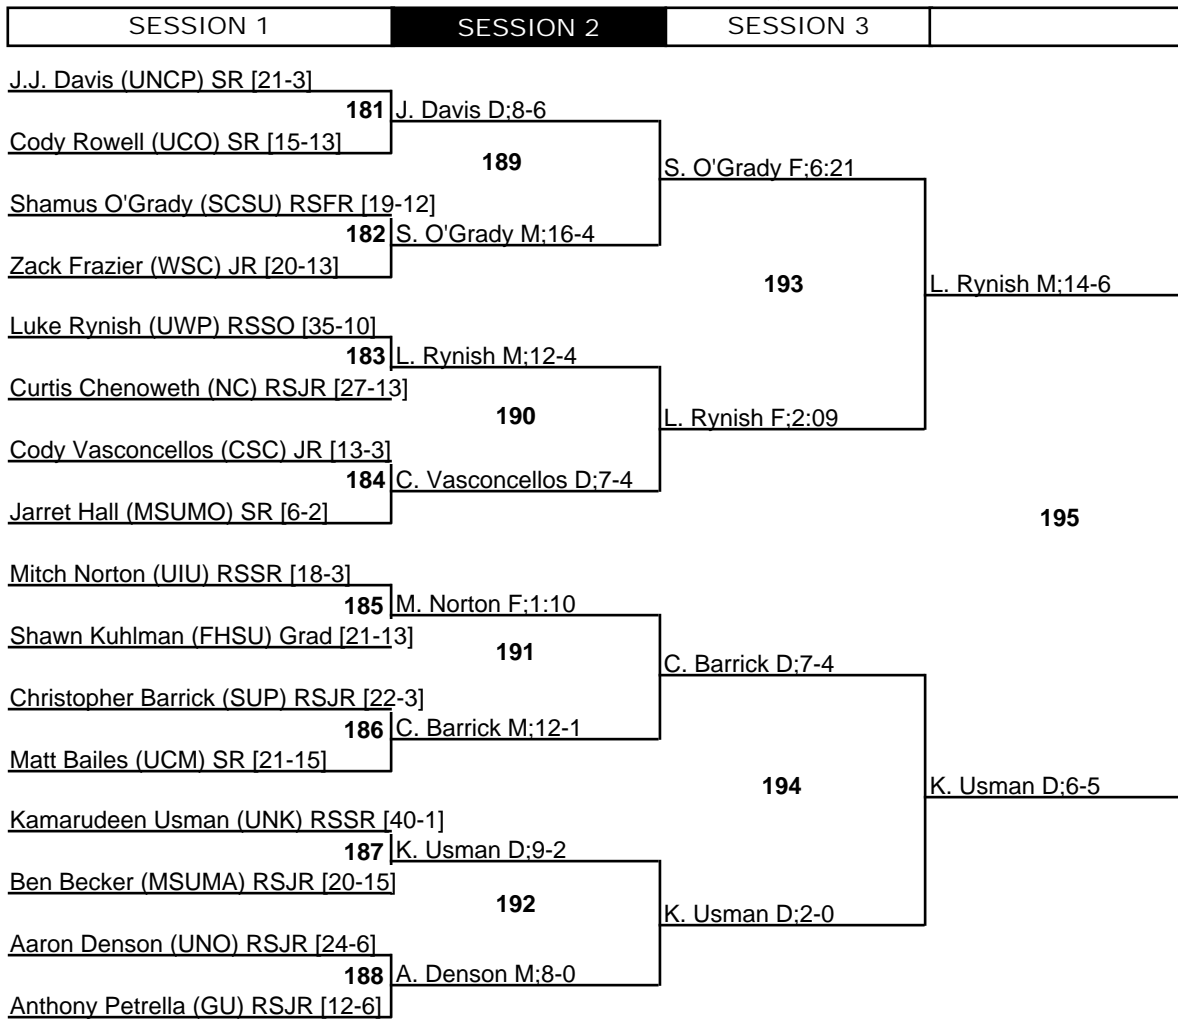 SESSION 1
SESSION 2
SESSION 3
J.J. Davis (UNCP) SR [21-3]
181
J. Davis D;8-6
Cody Rowell (UCO) SR [15-13]
189
S. O'Grady F;6:21
Shamus O'Grady (SCSU) RSFR [19-12]
182
S. O'Grady M;16-4
Zack Frazier (WSC) JR [20-13]
193
L. Rynish M;14-6
Luke Rynish (UWP) RSSO [35-10]
183
L. Rynish M;12-4
Curtis Chenoweth (NC) RSJR [27-13]
190
L. Rynish F;2:09
Cody Vasconcellos (CSC) JR [13-3]
184
C. Vasconcellos D;7-4
Jarret Hall (MSUMO) SR [6-2]
195
Mitch Norton (UIU) RSSR [18-3]
185
M. Norton F;1:10
Shawn Kuhlman (FHSU) Grad [21-13]
191
C. Barrick D;7-4
Christopher Barrick (SUP) RSJR [22-3]
186
C. Barrick M;12-1
Matt Bailes (UCM) SR [21-15]
194
K. Usman D;6-5
Kamarudeen Usman (UNK) RSSR [40-1]
187
K. Usman D;9-2
Ben Becker (MSUMA) RSJR [20-15]
192
K. Usman D;2-0
Aaron Denson (UNO) RSJR [24-6]
188
A. Denson M;8-0
Anthony Petrella (GU) RSJR [12-6]